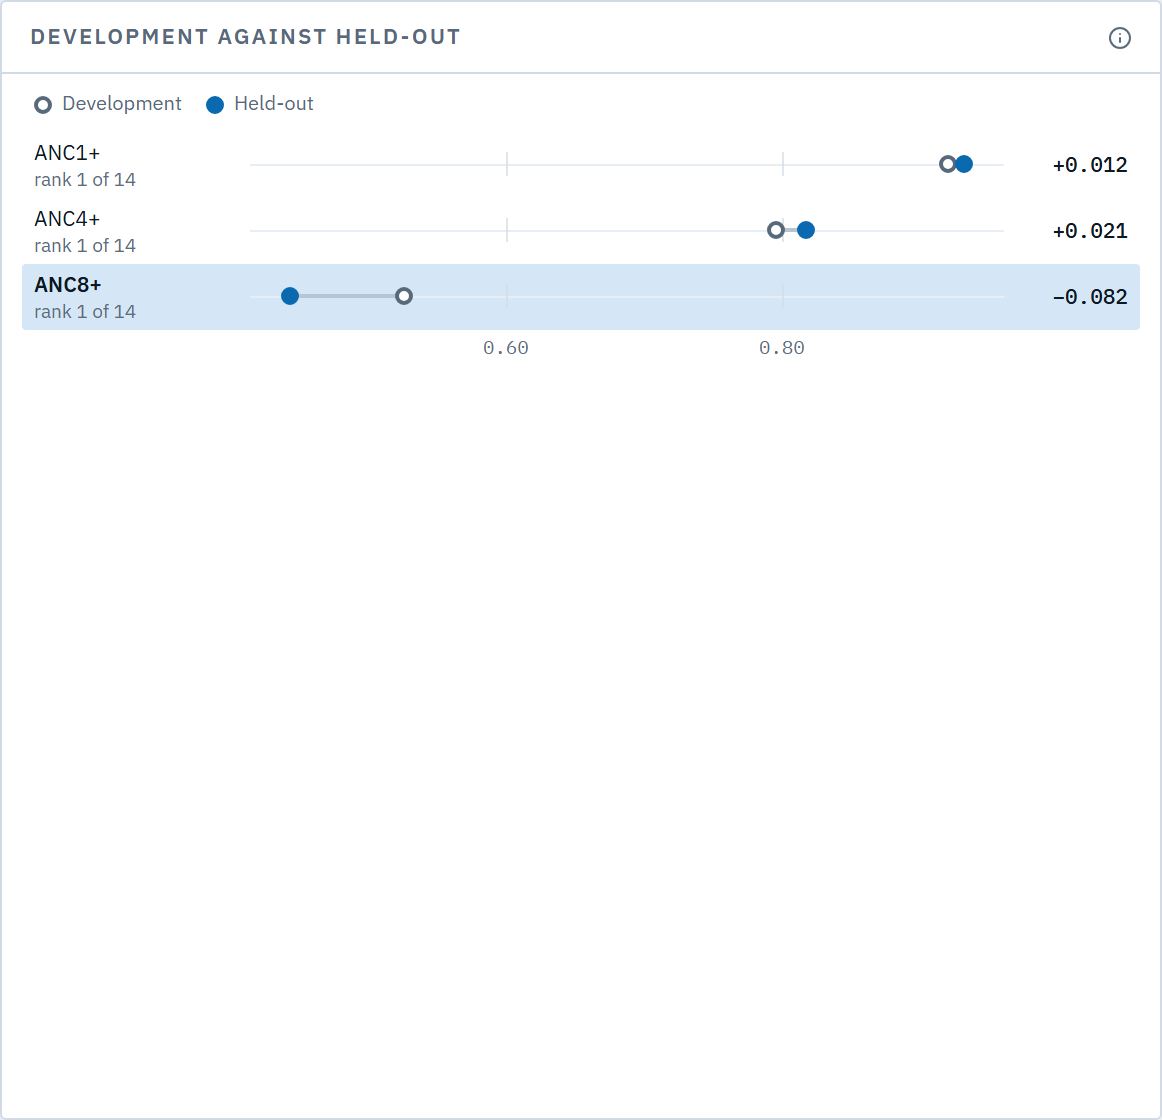 DEVELOPMENT AGAINST HELD-OUT
Development Held-out
ANC1+
rank 1 of 14
+0.012
ANC4+
rank 1 of 14
+0.021
ANC8+
rank 1 of 14
−0.082
0.60 0.80